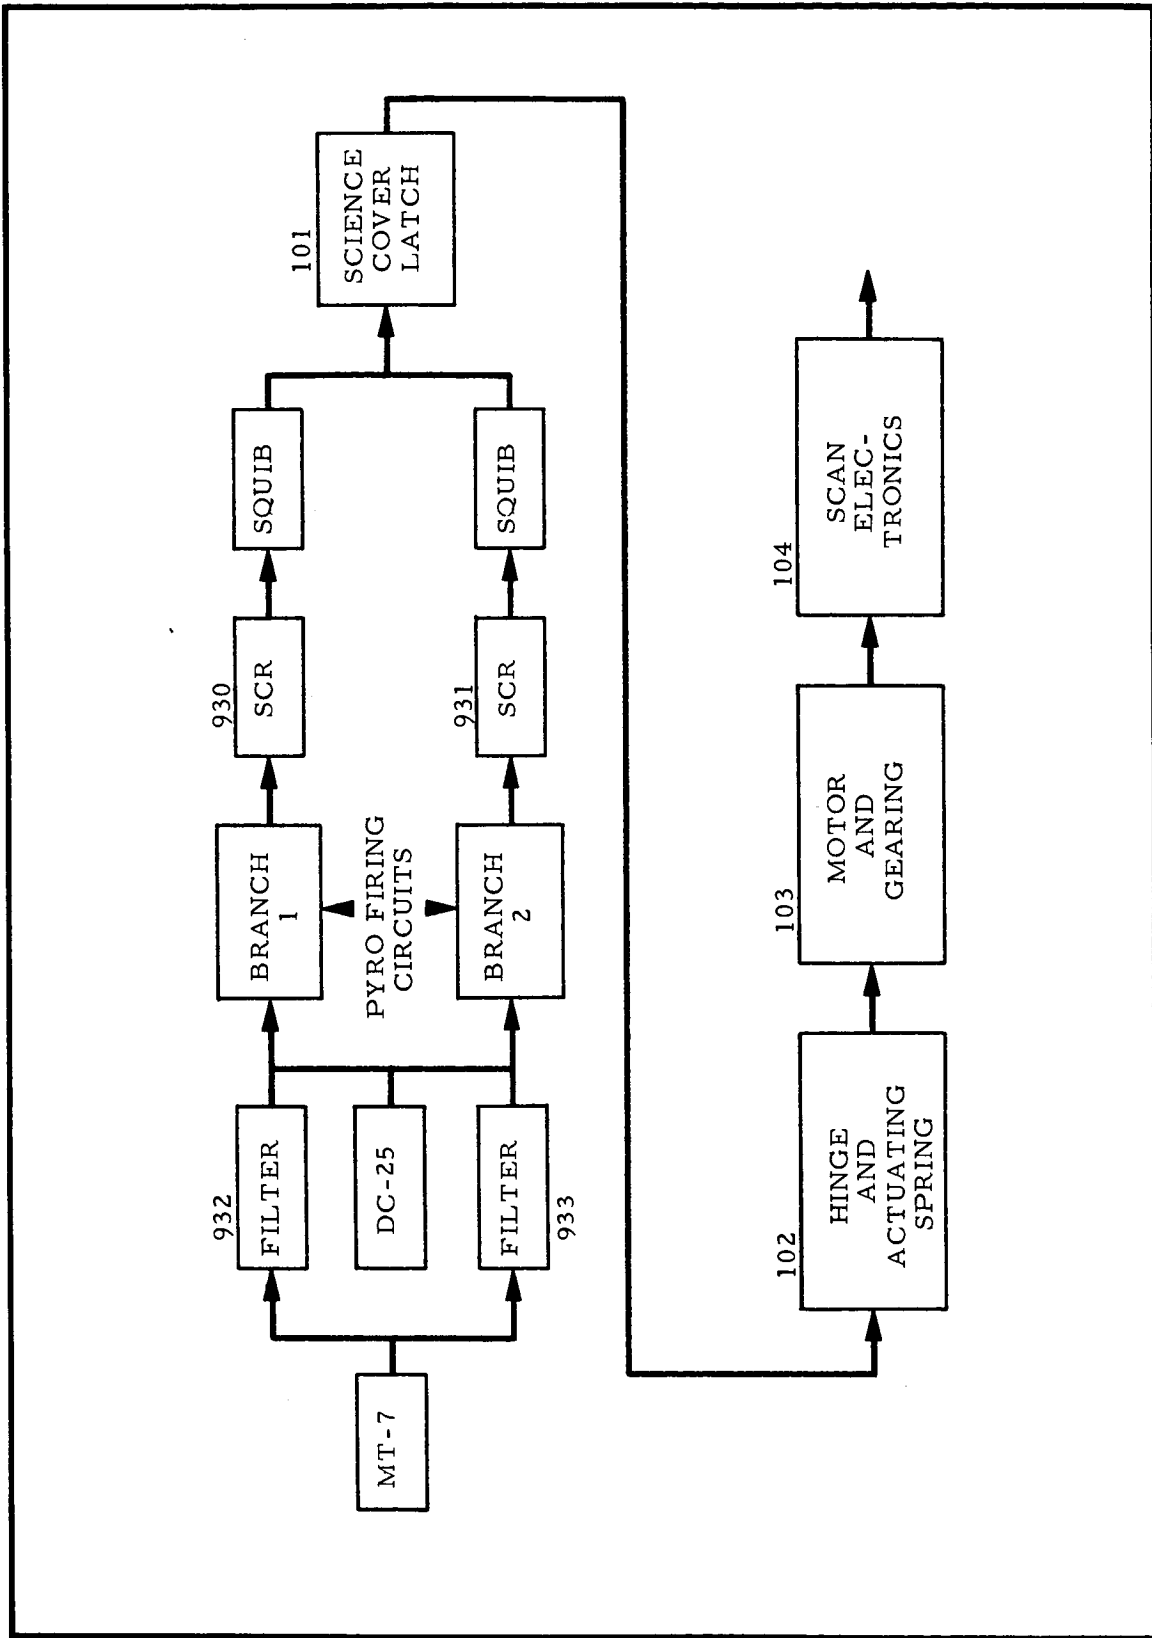 MT-7
932
FILTER
DC-25
FILTER
933
BRANCH
1
PYRO FIRING
CIRCUITS
BRANCH
2
930
SCR
931
SCR
SQUIB
SQUIB
101
SCIENCE
COVER
LATCH
102
HINGE
AND
ACTUATING
SPRING
103
MOTOR
AND
GEARING
104
SCAN
ELEC-
TRONICS